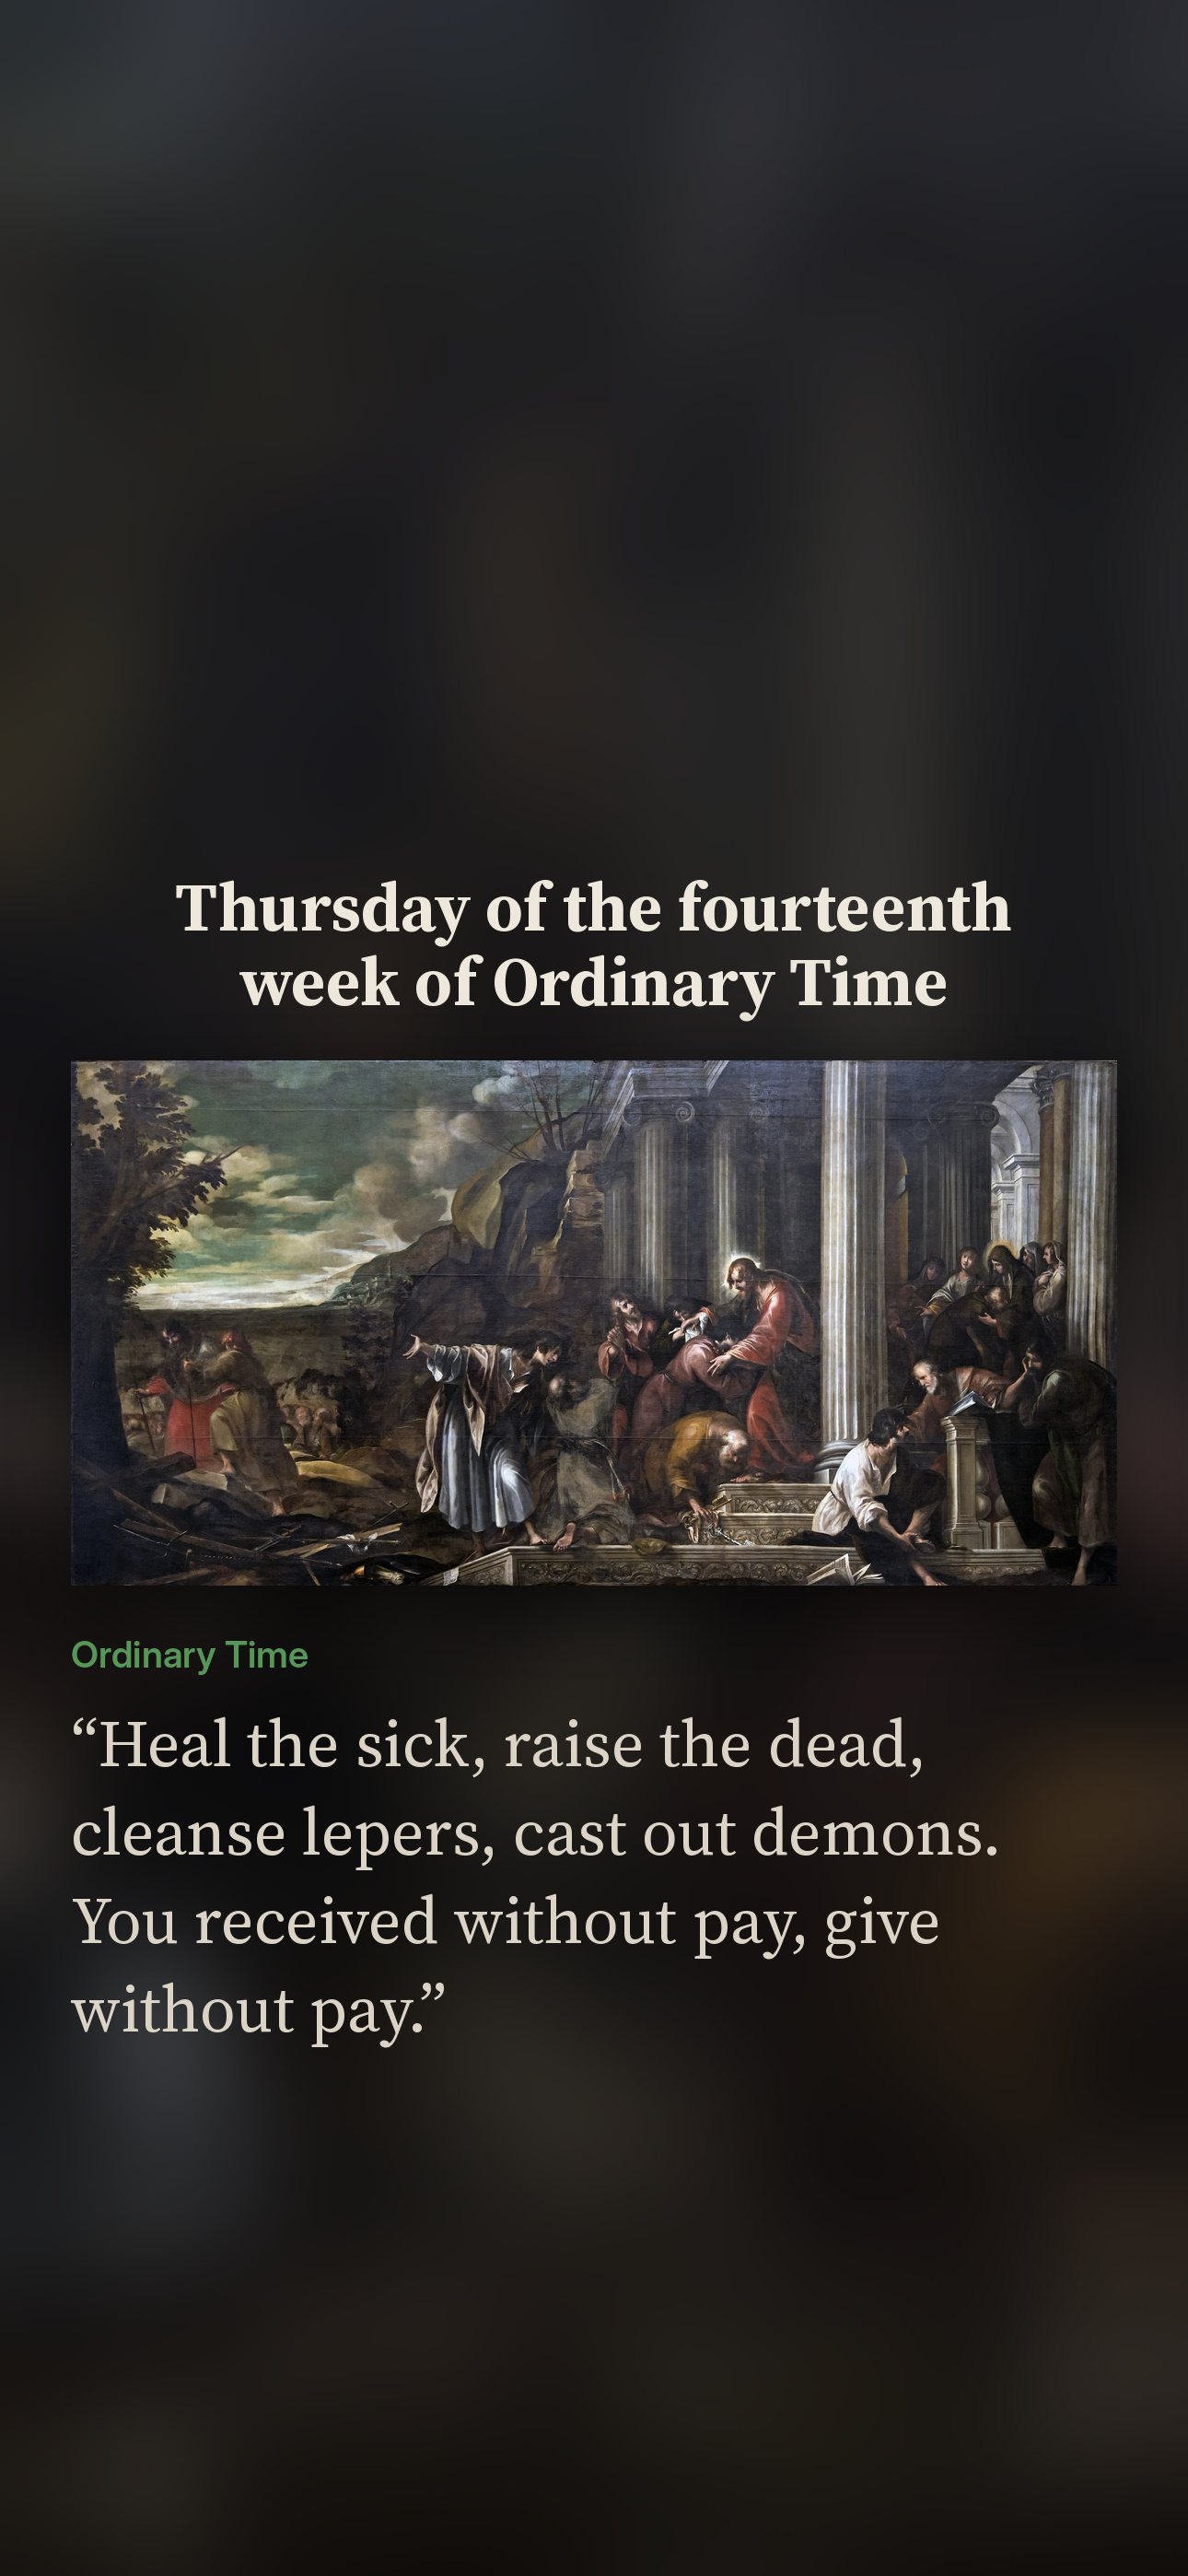 Thursday of the fourteenth
week of Ordinary Time
Ordinary Time
“Heal the sick, raise the dead,
cleanse lepers, cast out demons.
You received without pay, give
without pay.”